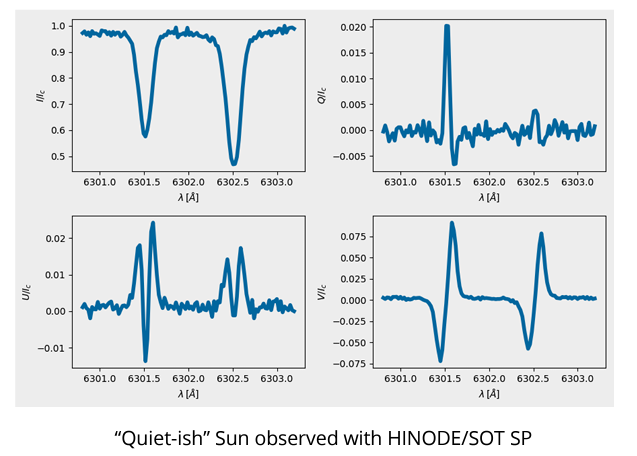 1.0
0.9
0.8
0.7
0.6
0.5
I/Ic
6301.0 6301.5 6302.0 6302.5 6303.0
λ [Å]
0.020
0.015
0.010
0.005
0.000
−0.005
Q/Ic
6301.0 6301.5 6302.0 6302.5 6303.0
λ [Å]
0.02
0.01
0.00
−0.01
U/Ic
6301.0 6301.5 6302.0 6302.5 6303.0
λ [Å]
0.075
0.050
0.025
0.000
−0.025
−0.050
−0.075
V/Ic
6301.0 6301.5 6302.0 6302.5 6303.0
λ [Å]
“Quiet-ish” Sun observed with HINODE/SOT SP